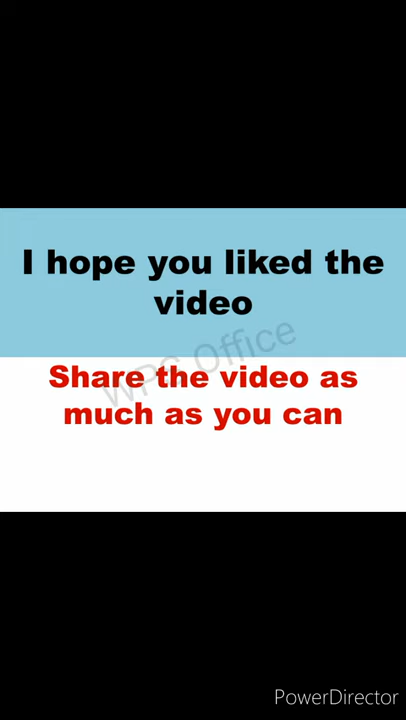 I hope you liked the
video
WPS Office
Share the video as
much as you can
PowerDirector